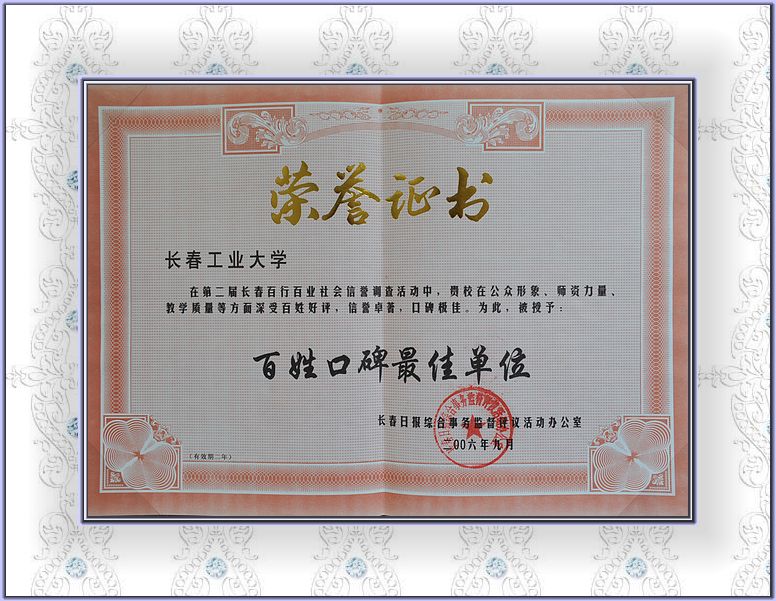 荣誉证书
长春工业大学
在第二届长春百行百业社会信誉调查活动中，贵校在公众形象、师资力量、
教学质量等方面深受百姓好评，信誉卓著，口碑极佳。为此，被授予：
百姓口碑最佳单位
长春日报综合事务监督评议活动办公室
00六年九月
（有效期二年）